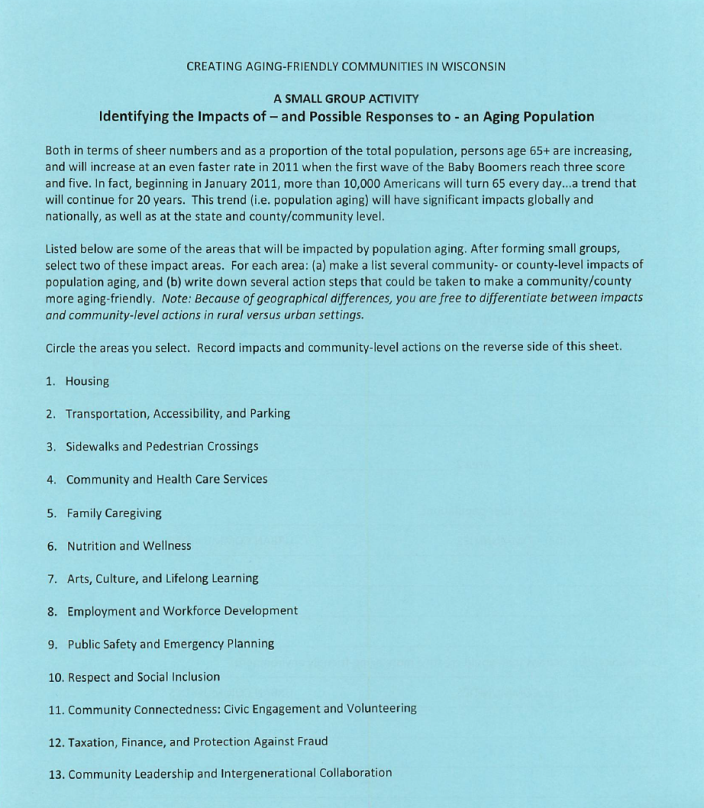 CREATING AGING-FRIENDLY COMMUNITIES IN WISCONSIN
A SMALL GROUP ACTIVITY
Identifying the Impacts of – and Possible Responses to - an Aging Population
Both in terms of sheer numbers and as a proportion of the total population, persons age 65+ are increasing,
and will increase at an even faster rate in 2011 when the first wave of the Baby Boomers reach three score
and five. In fact, beginning in January 2011, more than 10,000 Americans will turn 65 every day...a trend that
will continue for 20 years. This trend (i.e. population aging) will have significant impacts globally and
nationally, as well as at the state and county/community level.
Listed below are some of the areas that will be impacted by population aging. After forming small groups,
select two of these impact areas. For each area: (a) make a list several community- or county-level impacts of
population aging, and (b) write down several action steps that could be taken to make a community/county
more aging-friendly. Note: Because of geographical differences, you are free to differentiate between impacts
and community-level actions in rural versus urban settings.
Circle the areas you select. Record impacts and community-level actions on the reverse side of this sheet.
1. Housing
2. Transportation, Accessibility, and Parking
3. Sidewalks and Pedestrian Crossings
4. Community and Health Care Services
5. Family Caregiving
6. Nutrition and Wellness
7. Arts, Culture, and Lifelong Learning
8. Employment and Workforce Development
9. Public Safety and Emergency Planning
10. Respect and Social Inclusion
11. Community Connectedness: Civic Engagement and Volunteering
12. Taxation, Finance, and Protection Against Fraud
13. Community Leadership and Intergenerational Collaboration